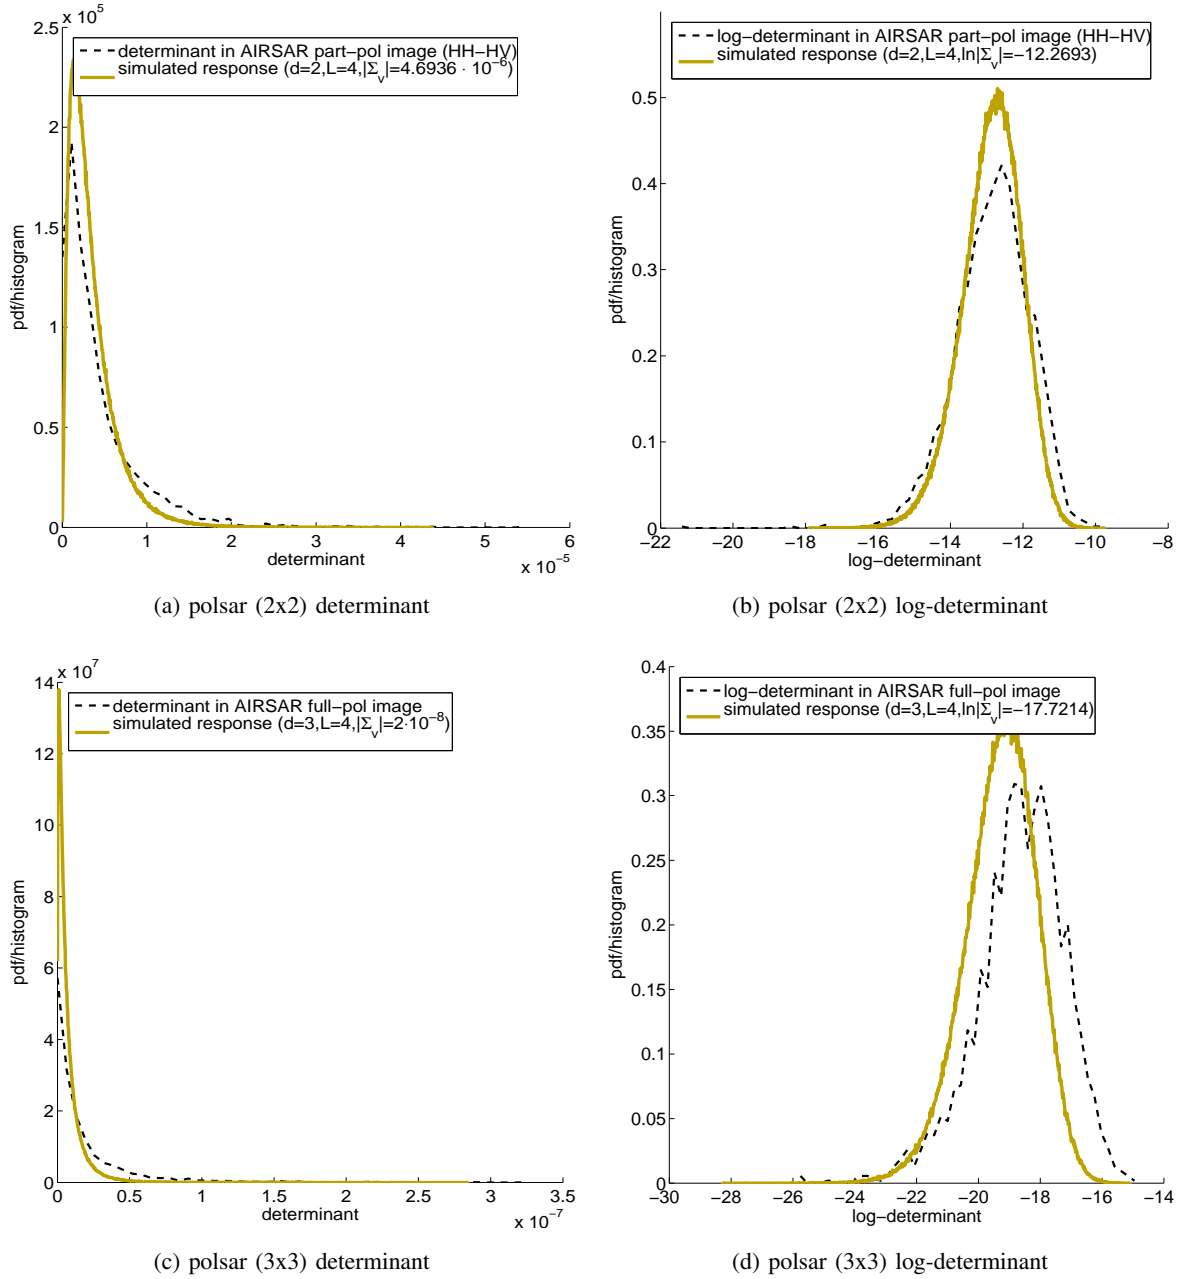 x 10^5
2.5
2
1.5
1
0.5
0
pdf/histogram
determinant in AIRSAR part-pol image (HH-HV)
simulated response (d=2,L=4,|Σ_v|=4.6936 · 10^-6)
0 1 2 3 4 5 6
determinant
x 10^-5
(a) polsar (2x2) determinant
0.5
0.4
0.3
0.2
0.1
0
pdf/histogram
log-determinant in AIRSAR part-pol image (HH-HV)
simulated response (d=2,L=4,ln|Σ_v|=-12.2693)
-22 -20 -18 -16 -14 -12 -10 -8
log-determinant
(b) polsar (2x2) log-determinant
x 10^7
14
12
10
8
6
4
2
0
pdf/histogram
determinant in AIRSAR full-pol image
simulated response (d=3,L=4,|Σ_v|=2·10^-8)
0 0.5 1 1.5 2 2.5 3 3.5
determinant
x 10^-7
(c) polsar (3x3) determinant
0.4
0.35
0.3
0.25
0.2
0.15
0.1
0.05
0
pdf/histogram
log-determinant in AIRSAR full-pol image
simulated response (d=3,L=4,ln|Σ_v|=-17.7214)
-30 -28 -26 -24 -22 -20 -18 -16 -14
log-determinant
(d) polsar (3x3) log-determinant